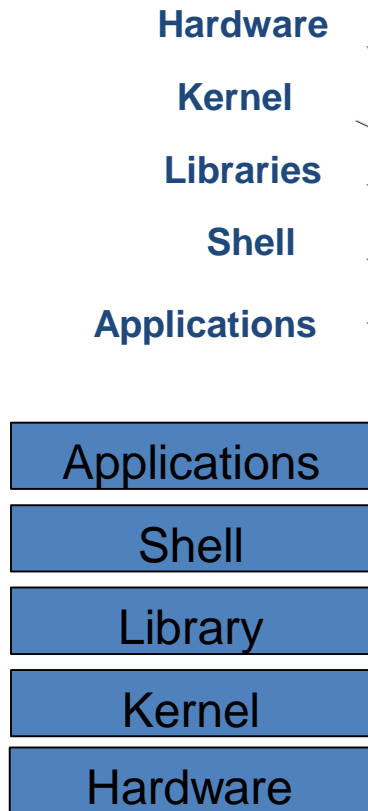 Hardware
Kernel
Libraries
Shell
Applications
Applications
Shell
Library
Kernel
Hardware